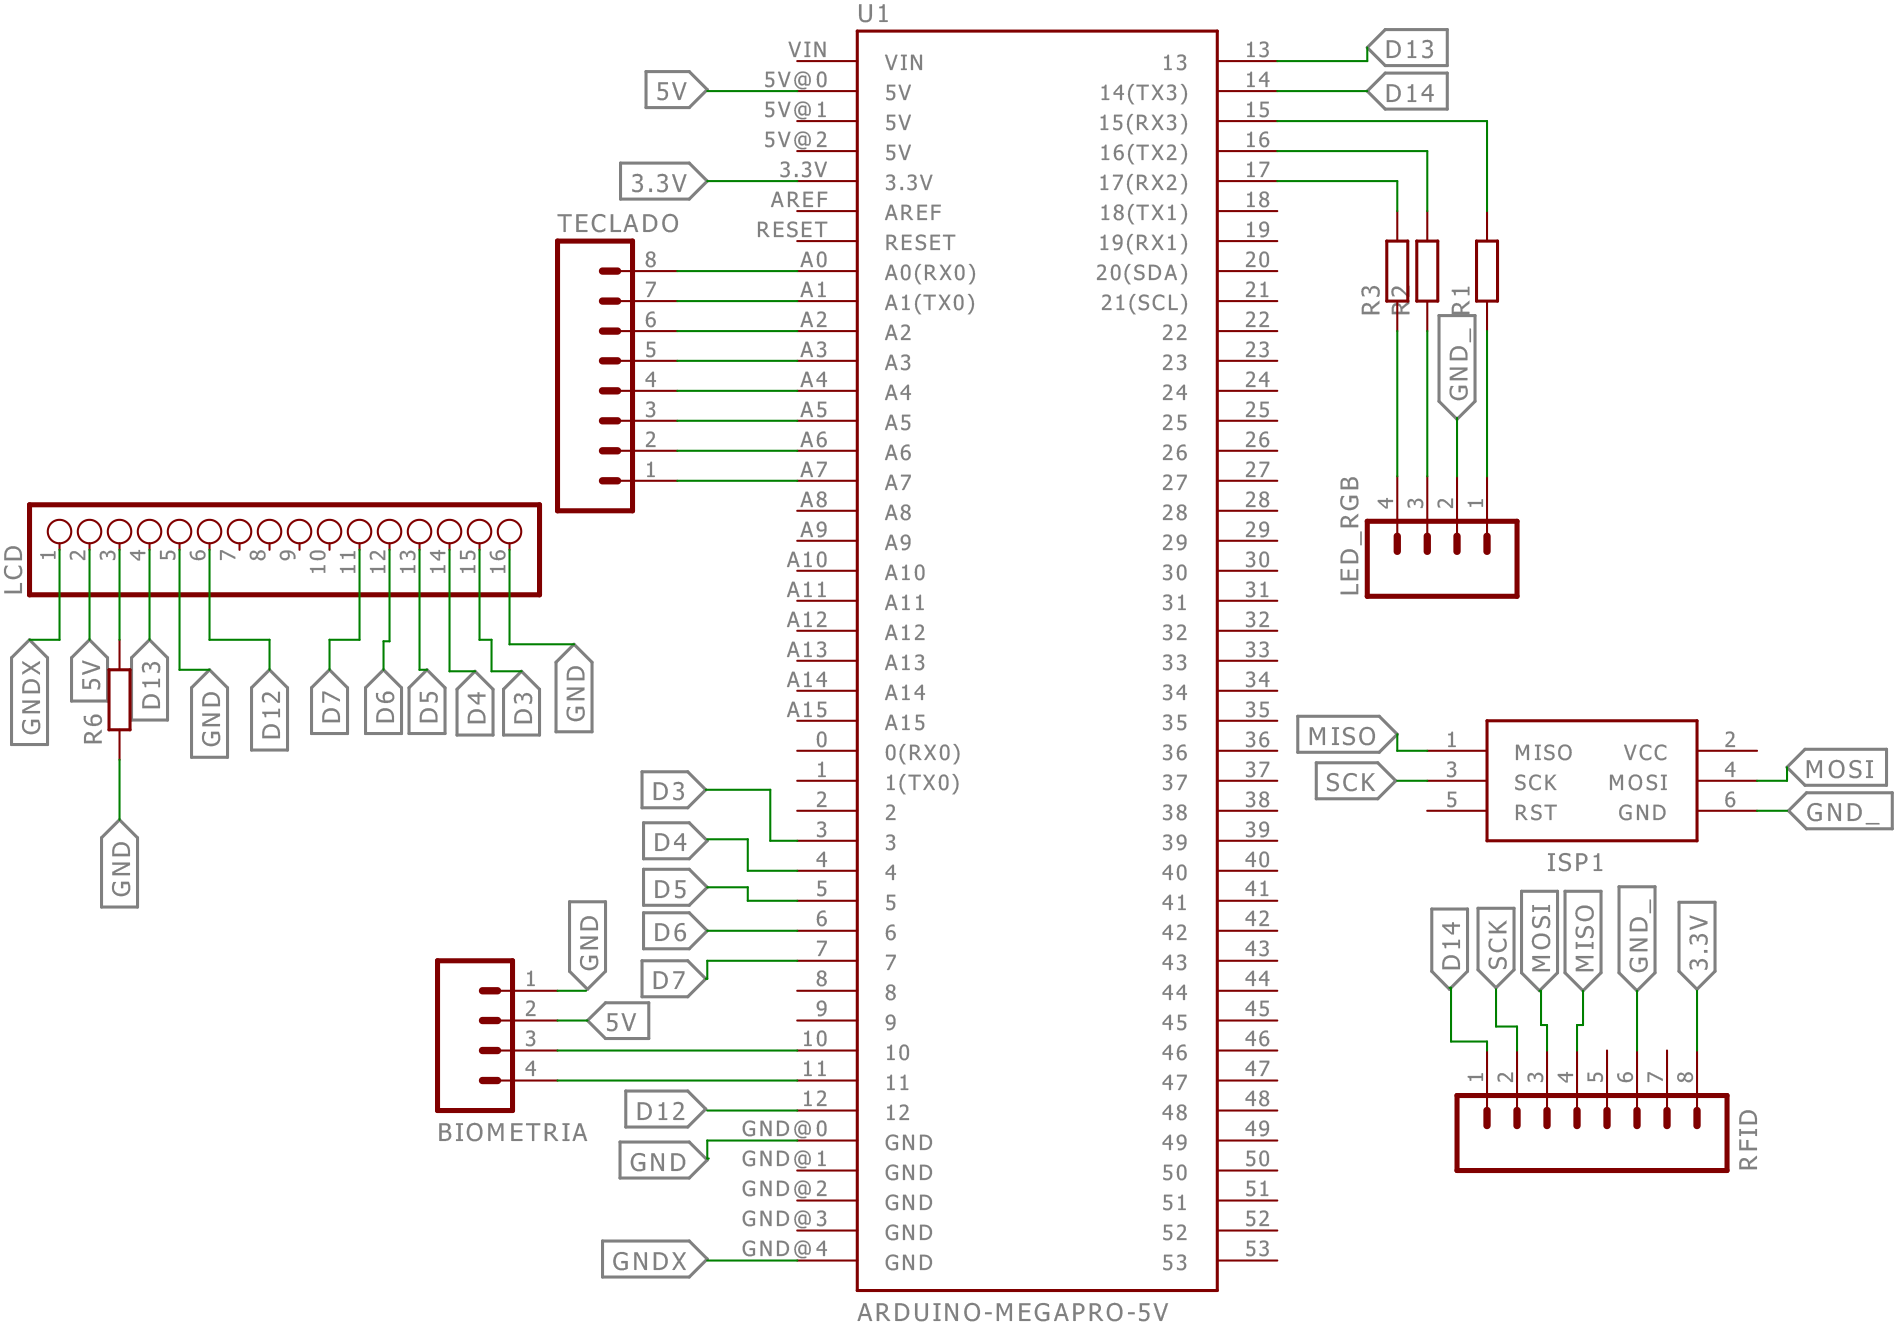 U1
VIN VIN 13 13 D13
5V 5V@0 5V 14(TX3) 14 D14
5V@1 5V 15(RX3) 15
5V@2 5V 16(TX2) 16
3.3V 3.3V 3.3V 17(RX2) 17
AREF AREF 18(TX1) 18
RESET RESET 19(RX1) 19
TECLADO
8 A0 A0(RX0) 20(SDA) 20
7 A1 A1(TX0) 21(SCL) 21
R3 R2 R1
6 A2 A2 22 22
5 A3 A3 23 23
GND_
4 A4 A4 24 24
3 A5 A5 25 25
2 A6 A6 26 26
1 A7 A7 27 27
A8 A8 28 28
4 3 2 1
LED_RGB
A9 A9 29 29
LCD
1 2 3 4 5 6 7 8 9 10 11 12 13 14 15 16
A10 A10 30 30
A11 A11 31 31
A12 A12 32 32
A13 A13 33 33
A14 A14 34 34
GNDX 5V D13 GND D12 D7 D6 D5 D4 D3 GND
R6
GND
A15 A15 35 35
0 0(RX0) 36 36
1 1(TX0) 37 37
2 2 38 38
D3 3 3 39 39
D4 4 4 40 40
D5 5 5 41 41
D6 6 6 42 42
D7 7 7 43 43
8 8 44 44
9 9 45 45
MISO 1 MISO VCC 2
SCK 3 SCK MOSI 4 MOSI
5 RST GND 6 GND_
ISP1
GND
1
2 5V
3 10 10 46 46
4 11 11 47 47
BIOMETRIA
D12 12 12 48 48
GND GND@0 GND 49 49
GND@1 GND 50 50
GND@2 GND 51 51
GND@3 GND 52 52
GNDX GND@4 GND 53 53
D14 SCK MOSI MISO GND_ 3.3V
1 2 3 4 5 6 7 8
RFID
ARDUINO-MEGAPRO-5V